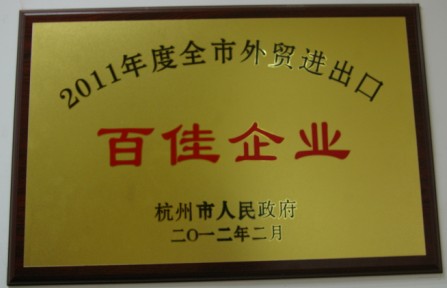 2011年度全市外贸进出口
百佳企业
杭州市人民政府
二〇一二年二月